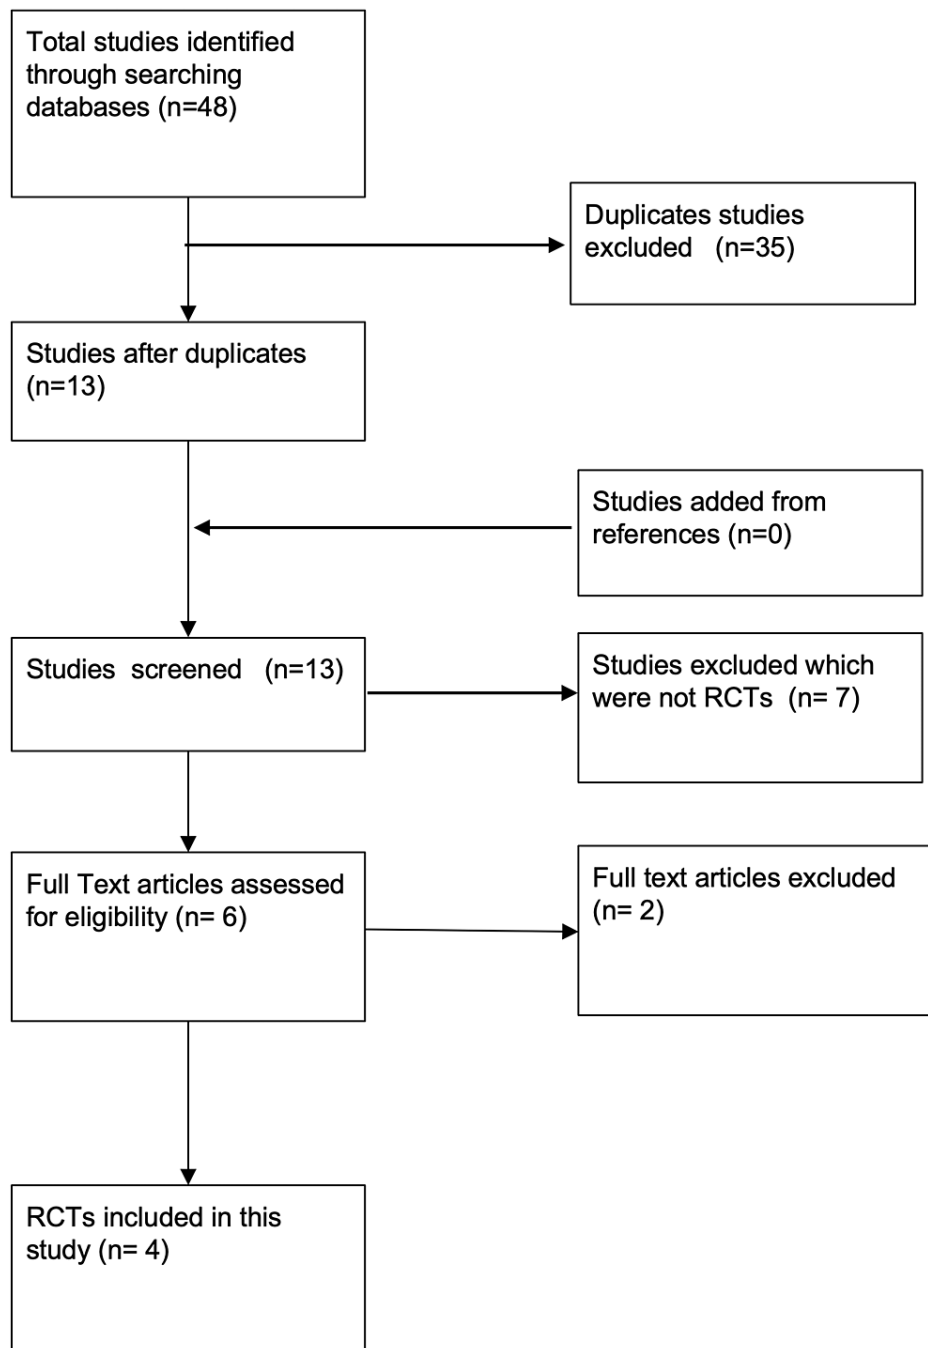 Total studies identified
through searching
databases (n=48)
Duplicates studies
excluded (n=35)
Studies after duplicates
(n=13)
Studies added from
references (n=0)
Studies screened (n=13)
Studies excluded which
were not RCTs (n= 7)
Full Text articles assessed
for eligibility (n= 6)
Full text articles excluded
(n= 2)
RCTs included in this
study (n= 4)